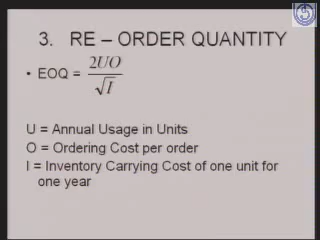 3. RE – ORDER QUANTITY
• EOQ = 2UO / √I
U = Annual Usage in Units
O = Ordering Cost per order
I = Inventory Carrying Cost of one unit for
one year